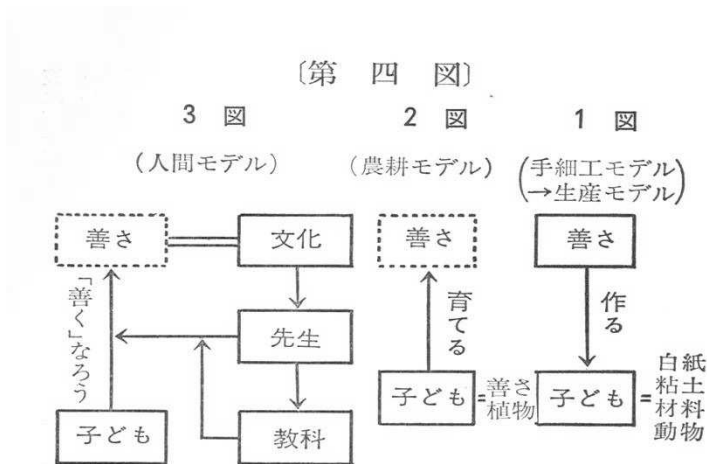 〔第四図〕
1図
(手細工モデル
→生産モデル)
善さ
作る
子ども
=
白紙
粘土
材料
動物
2図
(農耕モデル)
善さ
育てる
子ども
=
善さ
植物
3図
(人間モデル)
善さ
文化
先生
教科
「善く」なろう
子ども